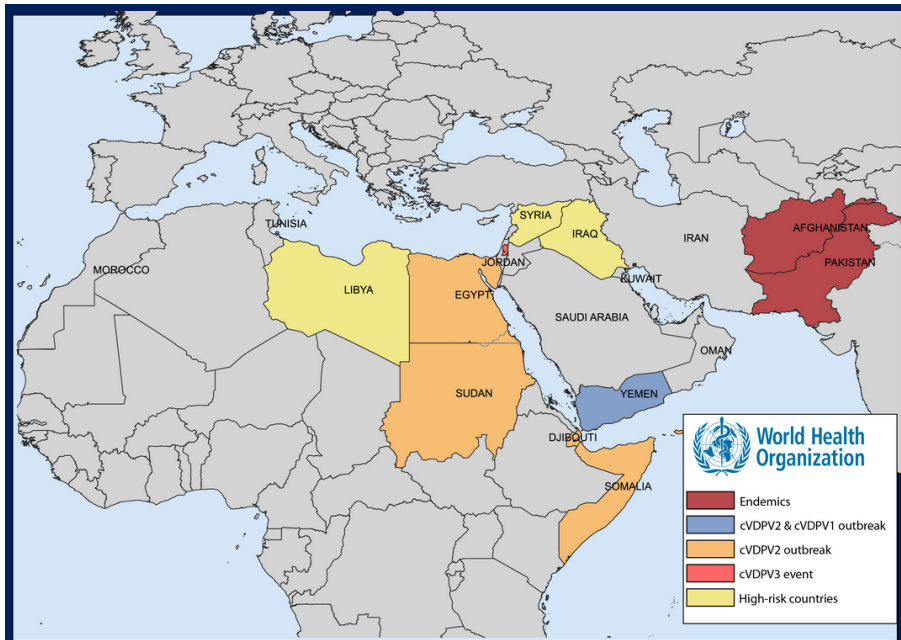 TUNISIA
MOROCCO
LIBYA
EGYPT
SUDAN
SYRIA
IRAQ
JORDAN
KUWAIT
IRAN
AFGHANISTAN
PAKISTAN
SAUDI ARABIA
OMAN
YEMEN
DJIBOUTI
SOMALIA
World Health
Organization
Endemics
cVDPV2 & cVDPV1 outbreak
cVDPV2 outbreak
cVDPV3 event
High-risk countries